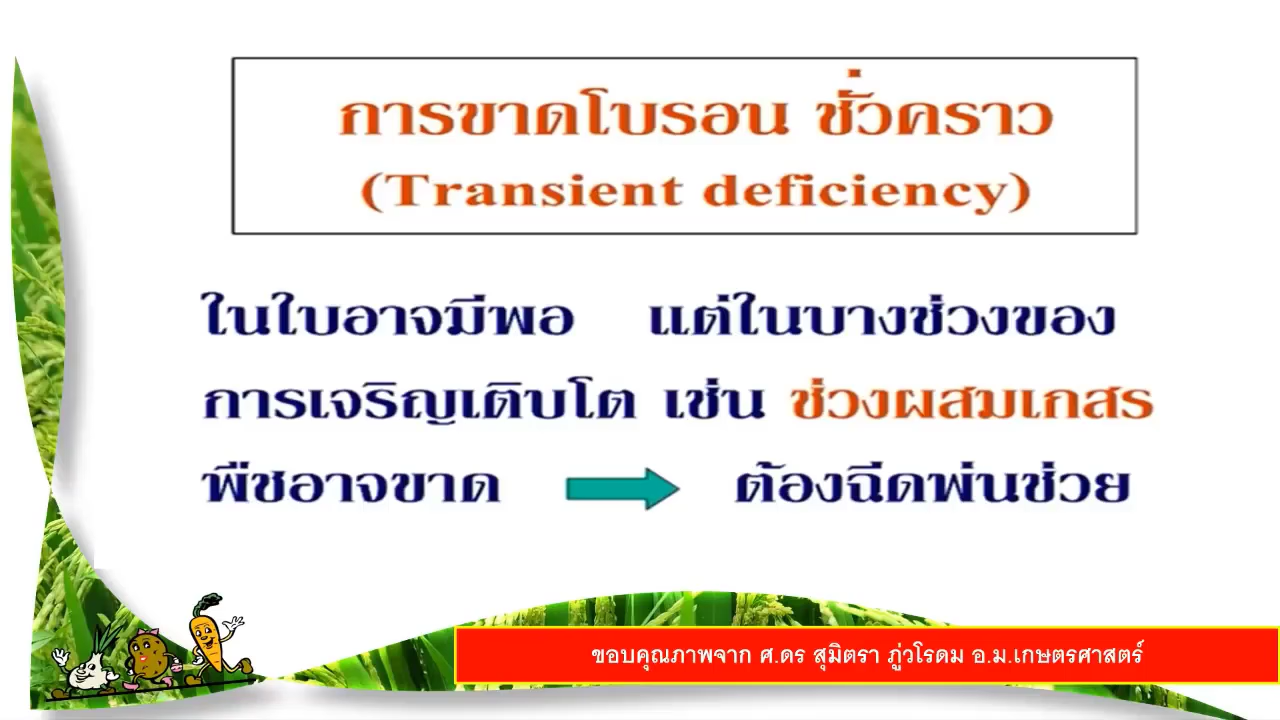 การขาดโบรอน ชั่วคราว
(Transient deficiency)
ในใบอาจมีพอ แต่ในบางช่วงของ
การเจริญเติบโต เช่น ช่วงผสมเกสร
พืชอาจขาด ต้องฉีดพ่นช่วย
ขอบคุณภาพจาก ศ.ดร สุมิตรา ภู่วโรดม อ.ม.เกษตรศาสตร์